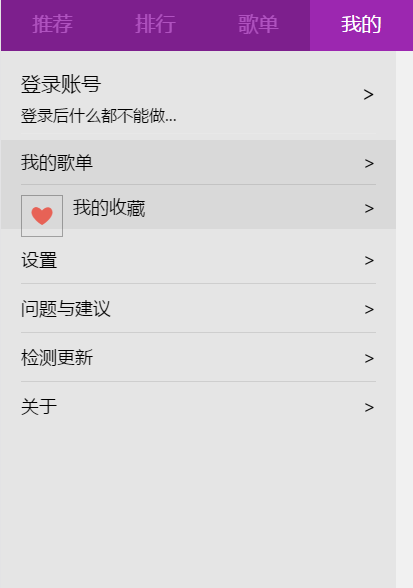 推荐 排行 歌单 我的
登录账号 >
登录后什么都不能做...
我的歌单 >
我的收藏 >
设置 >
问题与建议 >
检测更新 >
关于 >